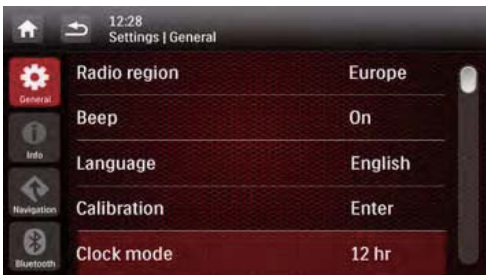 12:28
Settings | General
General
Info
Navigation
Bluetooth
Radio region Europe
Beep On
Language English
Calibration Enter
Clock mode 12 hr